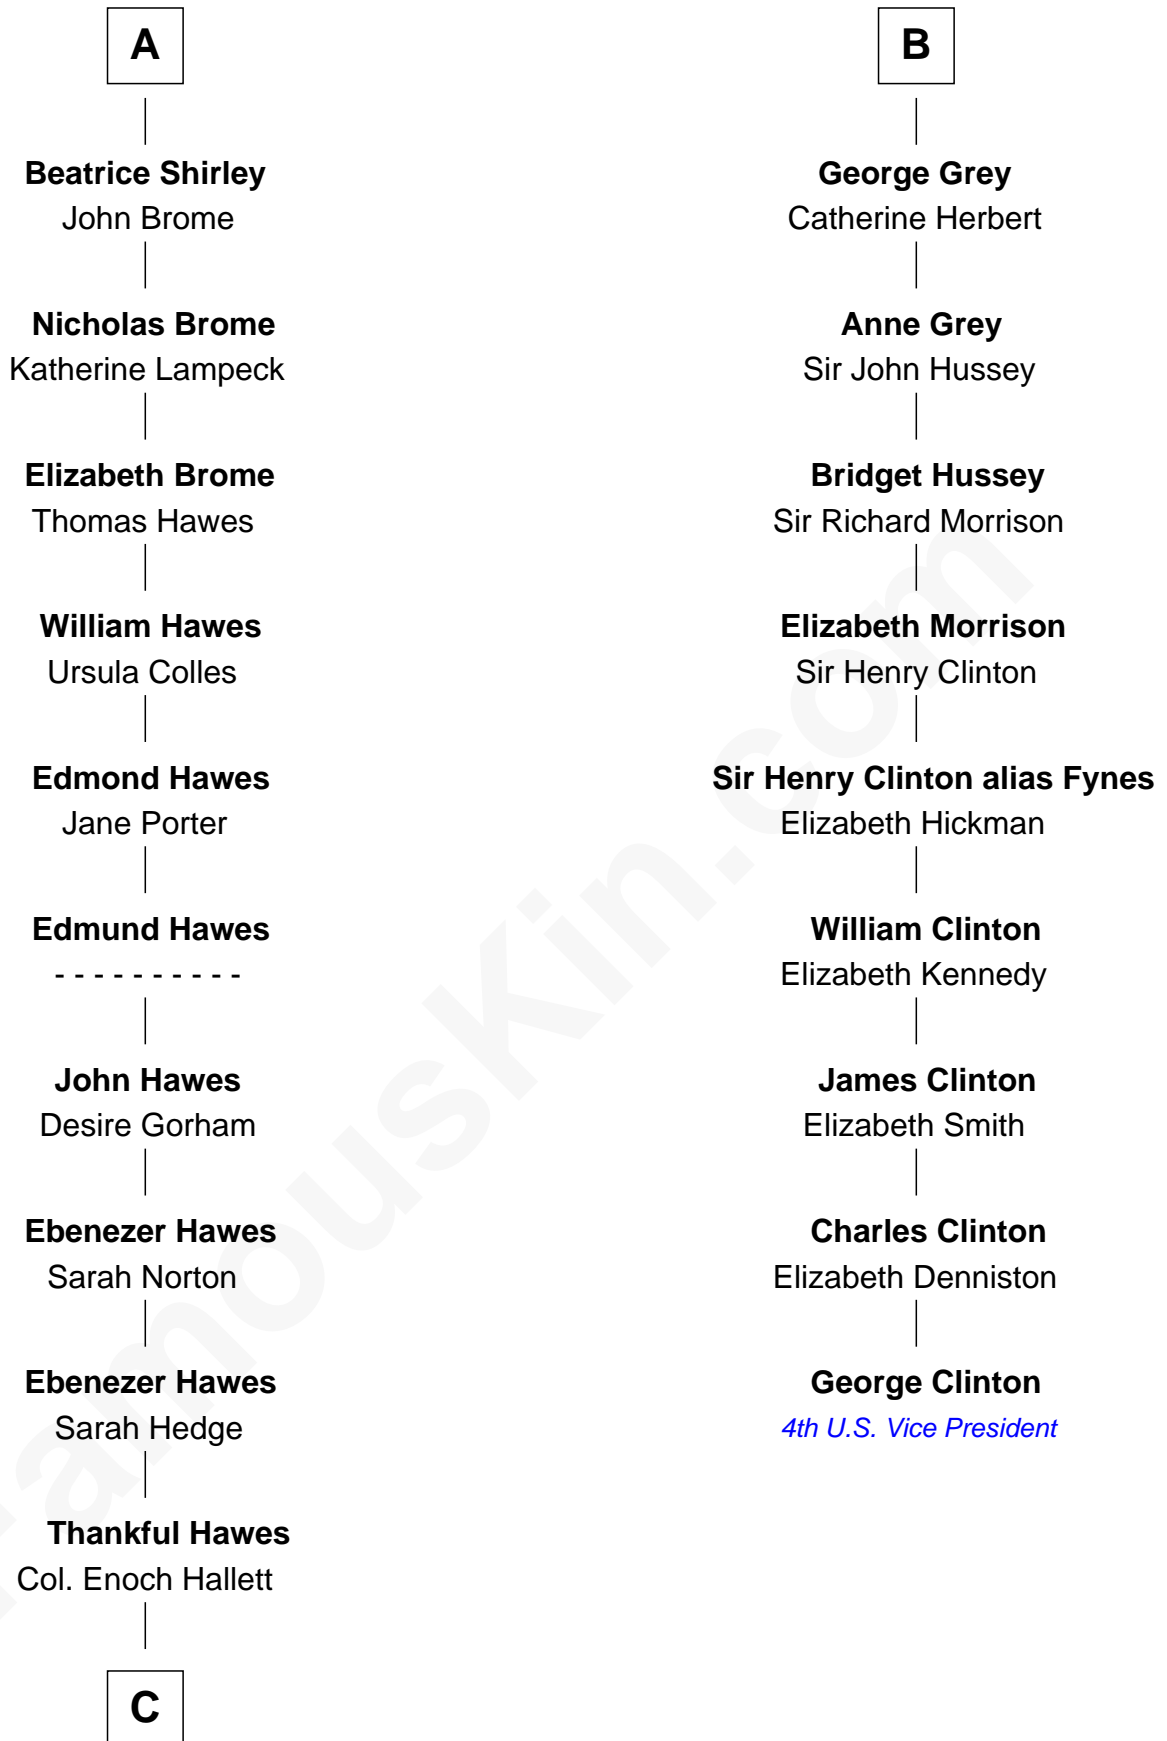 A
Beatrice Shirley
John Brome
Nicholas Brome
Katherine Lampeck
Elizabeth Brome
Thomas Hawes
William Hawes
Ursula Colles
Edmond Hawes
Jane Porter
Edmund Hawes
- - - - - - - - - -
John Hawes
Desire Gorham
Ebenezer Hawes
Sarah Norton
Ebenezer Hawes
Sarah Hedge
Thankful Hawes
Col. Enoch Hallett
C
B
George Grey
Catherine Herbert
Anne Grey
Sir John Hussey
Bridget Hussey
Sir Richard Morrison
Elizabeth Morrison
Sir Henry Clinton
Sir Henry Clinton alias Fynes
Elizabeth Hickman
William Clinton
Elizabeth Kennedy
James Clinton
Elizabeth Smith
Charles Clinton
Elizabeth Denniston
George Clinton
4th U.S. Vice President
FamousKin.com